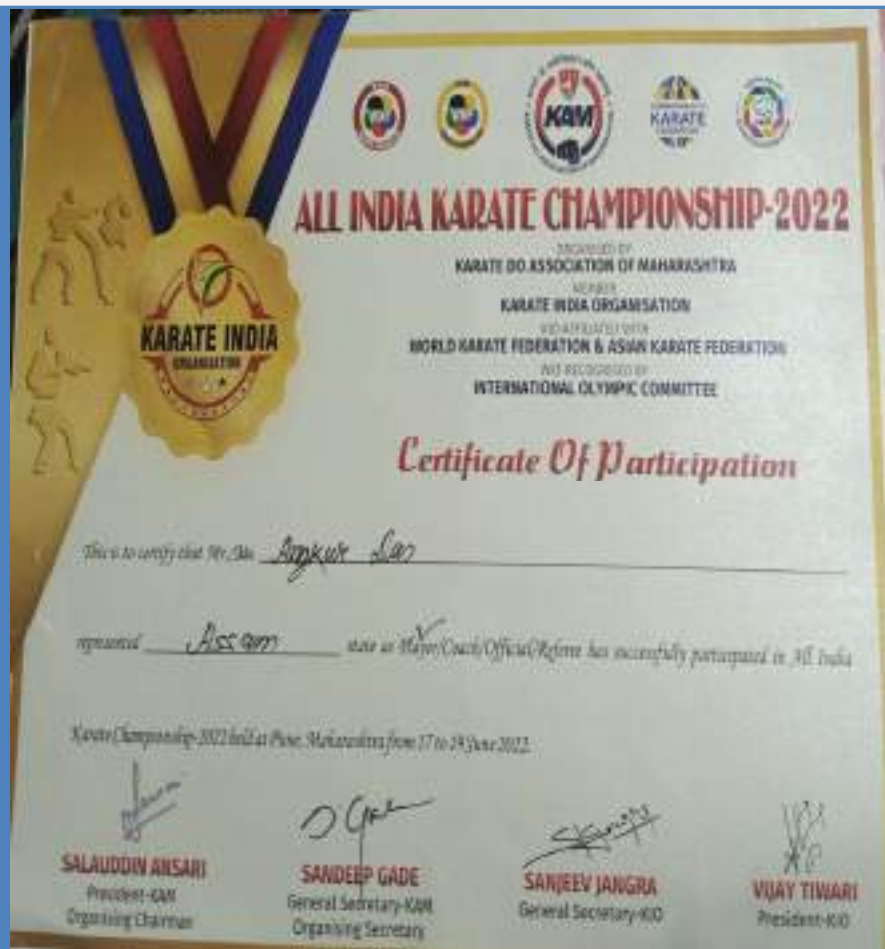 KAM
KARATE
ALL INDIA KARATE CHAMPIONSHIP-2022
ORGANISED BY
KARATE DO ASSOCIATION OF MAHARASHTRA
MEMBER
KARATE INDIA ORGANISATION
KIO AFFILIATED WITH
WORLD KARATE FEDERATION & ASIAN KARATE FEDERATION
WKF RECOGNISED BY
INTERNATIONAL OLYMPIC COMMITTEE
KARATE INDIA
ORGANISATION
Certificate Of Participation
This is to certify that Mr./Ms. Angkur Das
represented Assam state as Player/Coach/Official/Referee has successfully participated in All India
Karate Championship-2022 held at Pune, Maharashtra from 17 to 19 June 2022.
SALAUDDIN ANSARI
President-KAM
Organising Chairman
SANDEEP GADE
General Secretary-KAM
Organising Secretary
SANJEEV JANGRA
General Secretary-KIO
VIJAY TIWARI
President-KIO